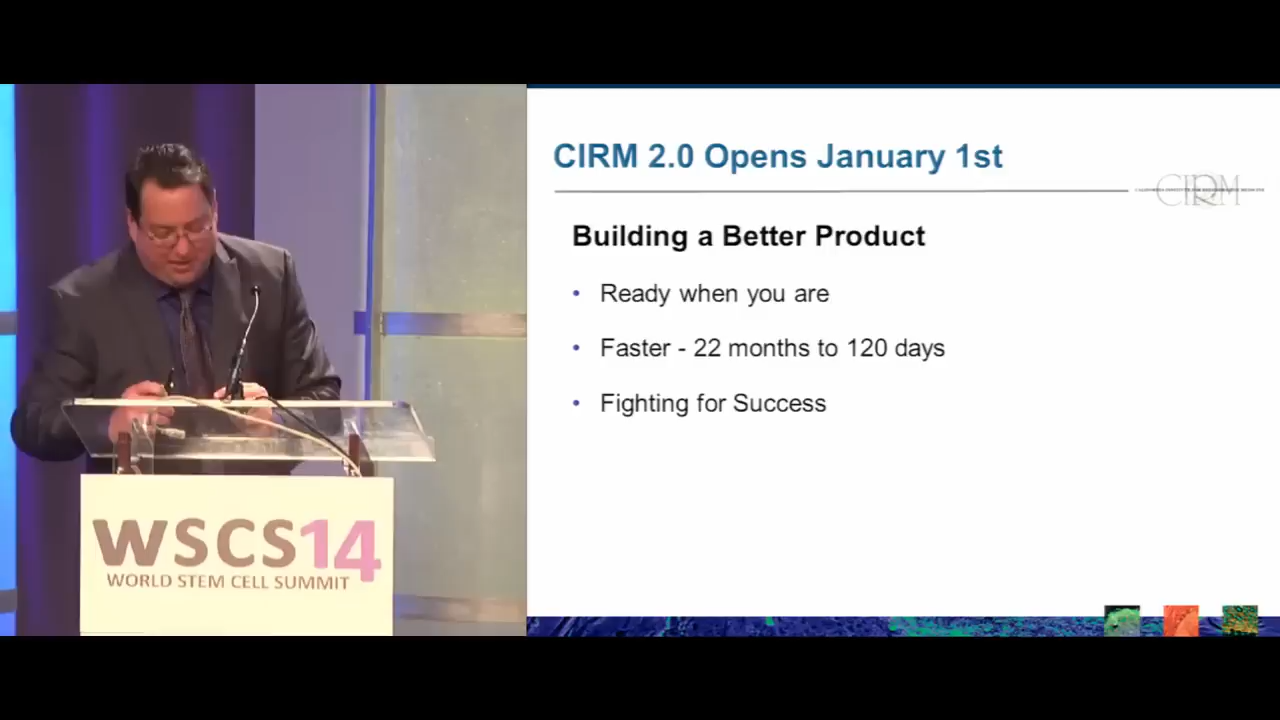 WSCS14
WORLD STEM CELL SUMMIT
CIRM 2.0 Opens January 1st
CIRM
Building a Better Product
• Ready when you are
• Faster - 22 months to 120 days
• Fighting for Success